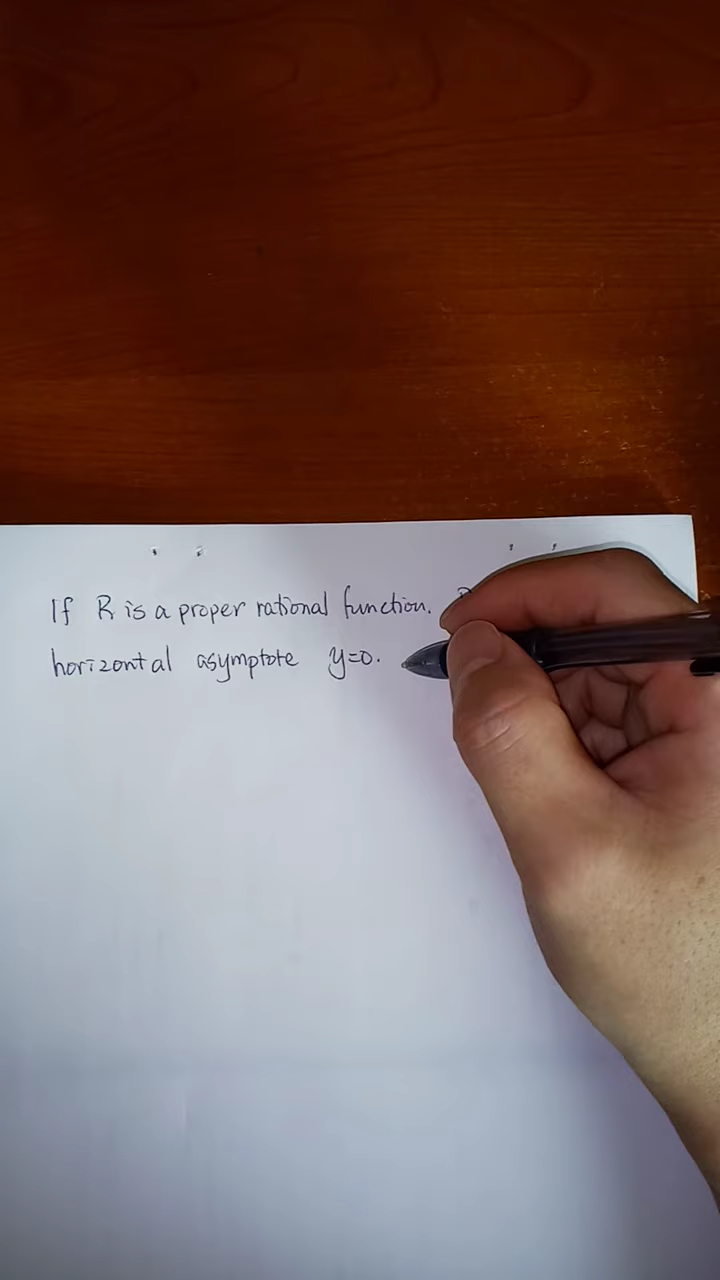 If R is a proper rational function.
horizontal asymptote y=0.